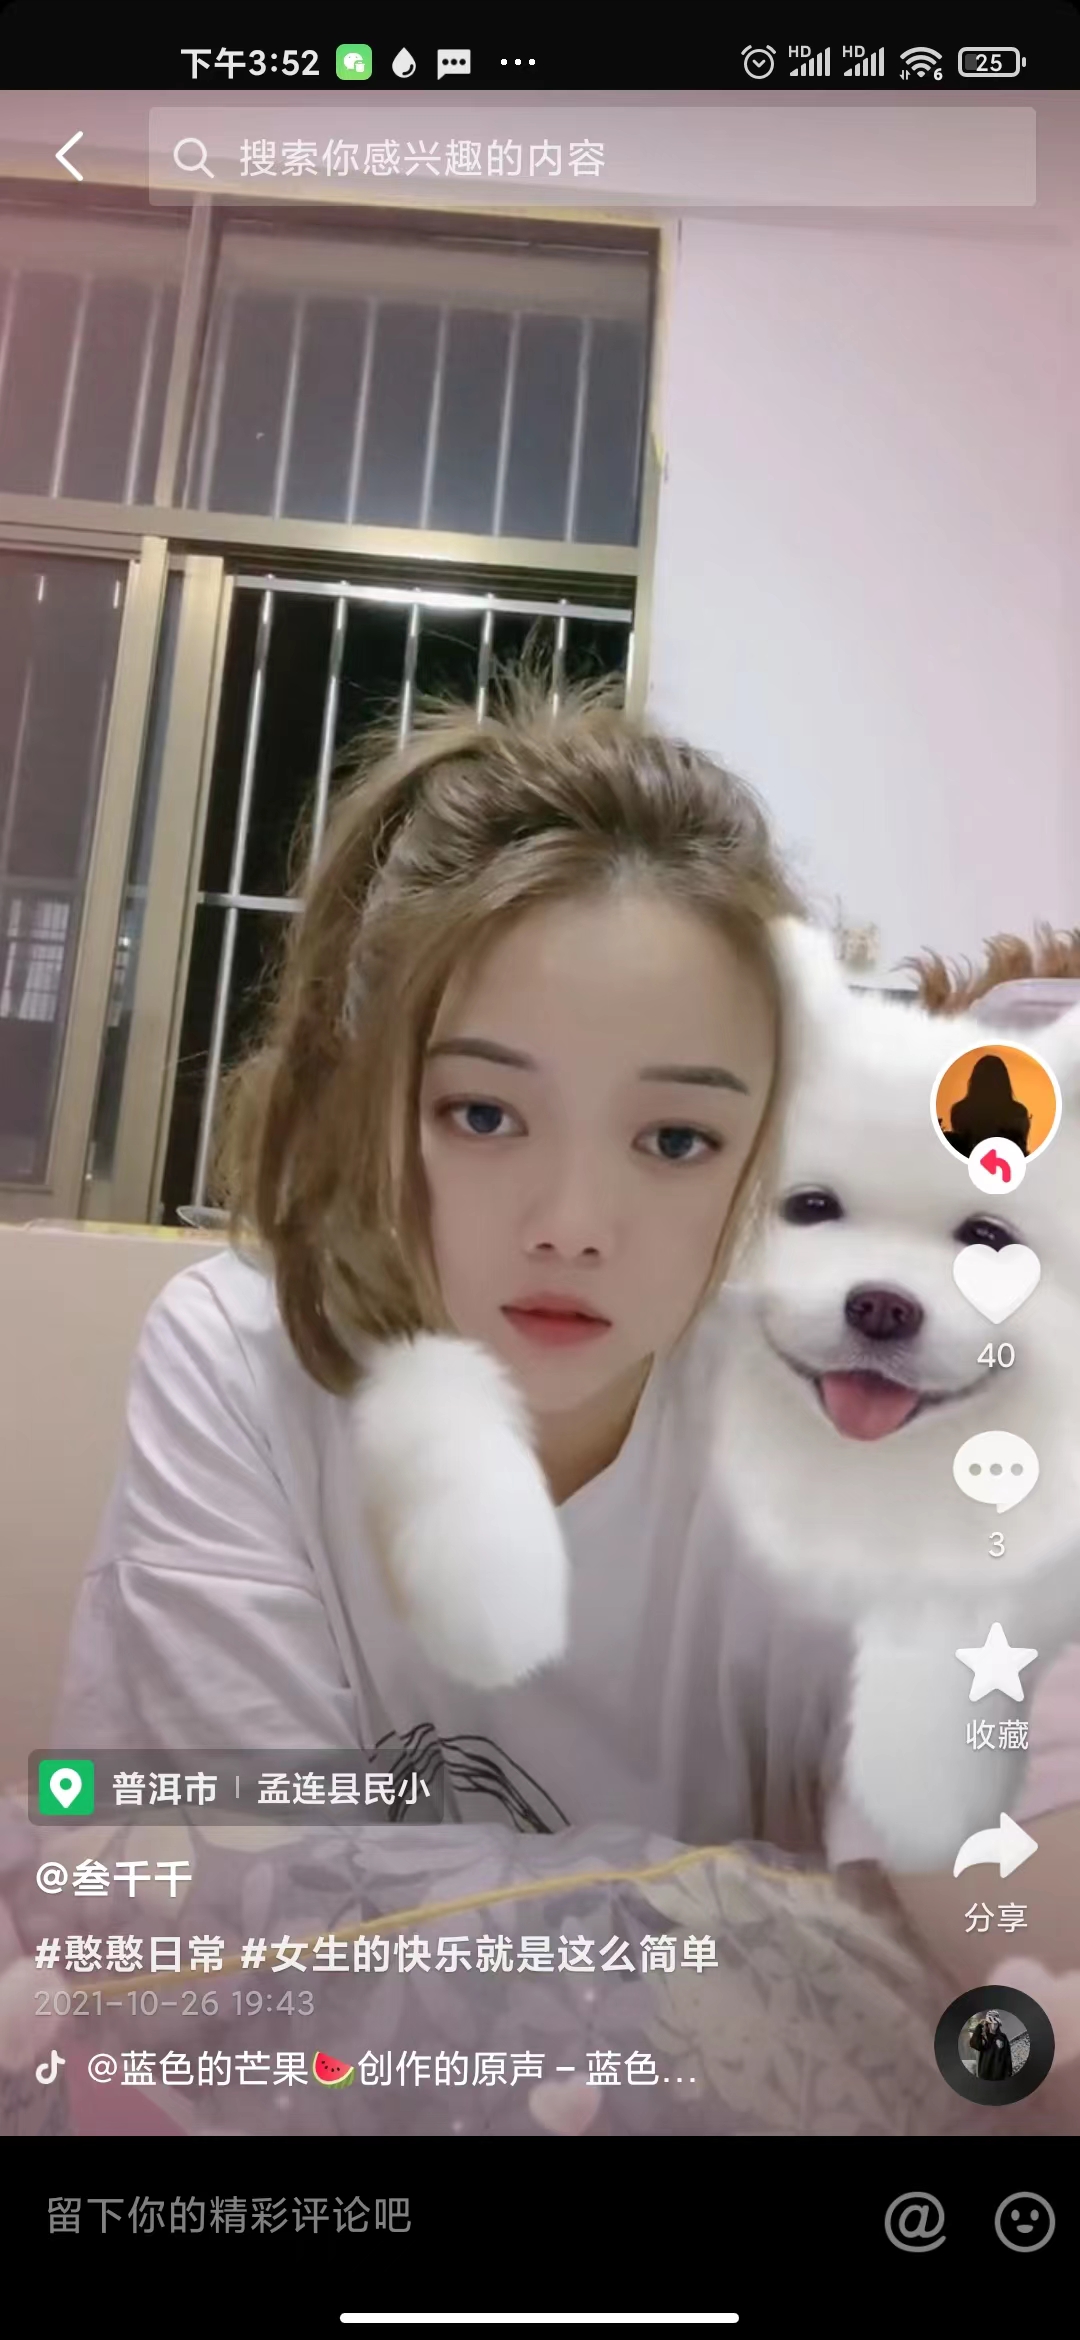 下午3:52
HD HD 6 25
搜索你感兴趣的内容
40
3
收藏
普洱市 | 孟连县民小
@叁千千
分享
#憨憨日常 #女生的快乐就是这么简单
2021-10-26 19:43
@蓝色的芒果🍉创作的原声 – 蓝色...
留下你的精彩评论吧
@